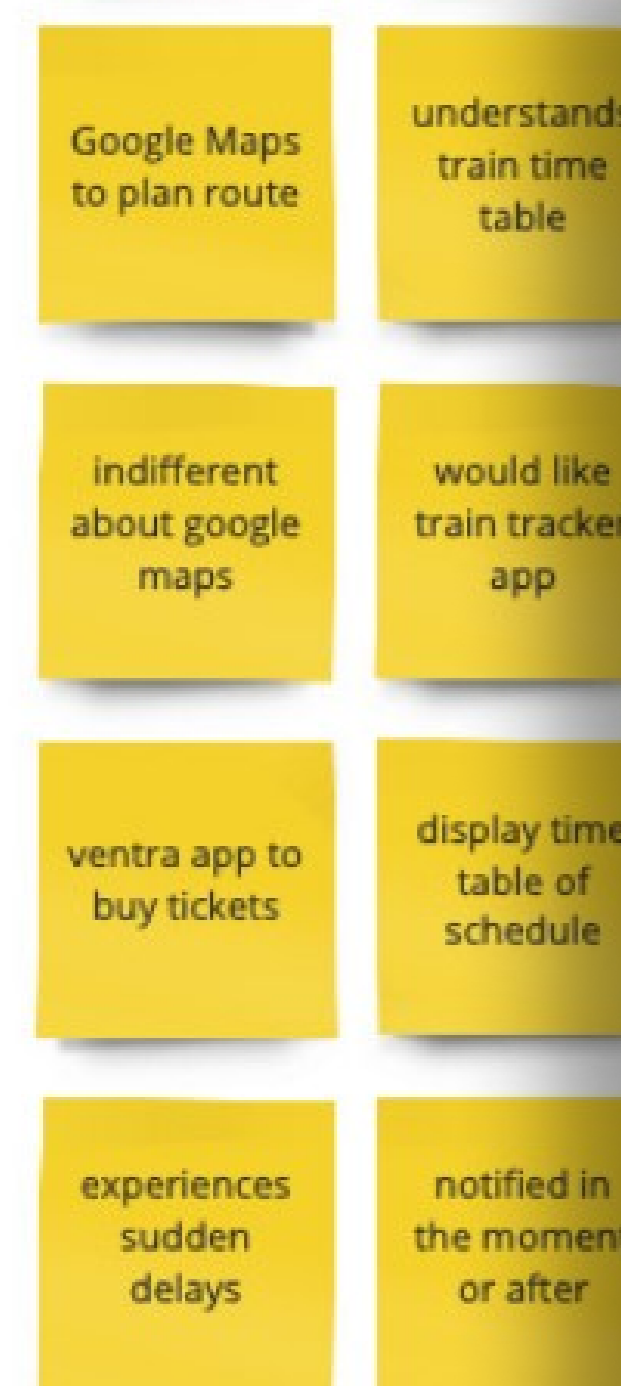 Google Maps
to plan route
understands
train time
table
indifferent
about google
maps
would like
train tracker
app
ventra app to
buy tickets
display time
table of
schedule
experiences
sudden
delays
notified in
the moment
or after